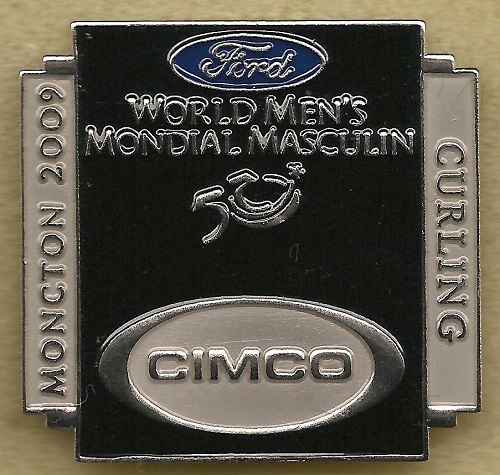 Ford
WORLD MEN'S
MONDIAL MASCULIN
50
MONCTON 2009
CURLING
CIMCO